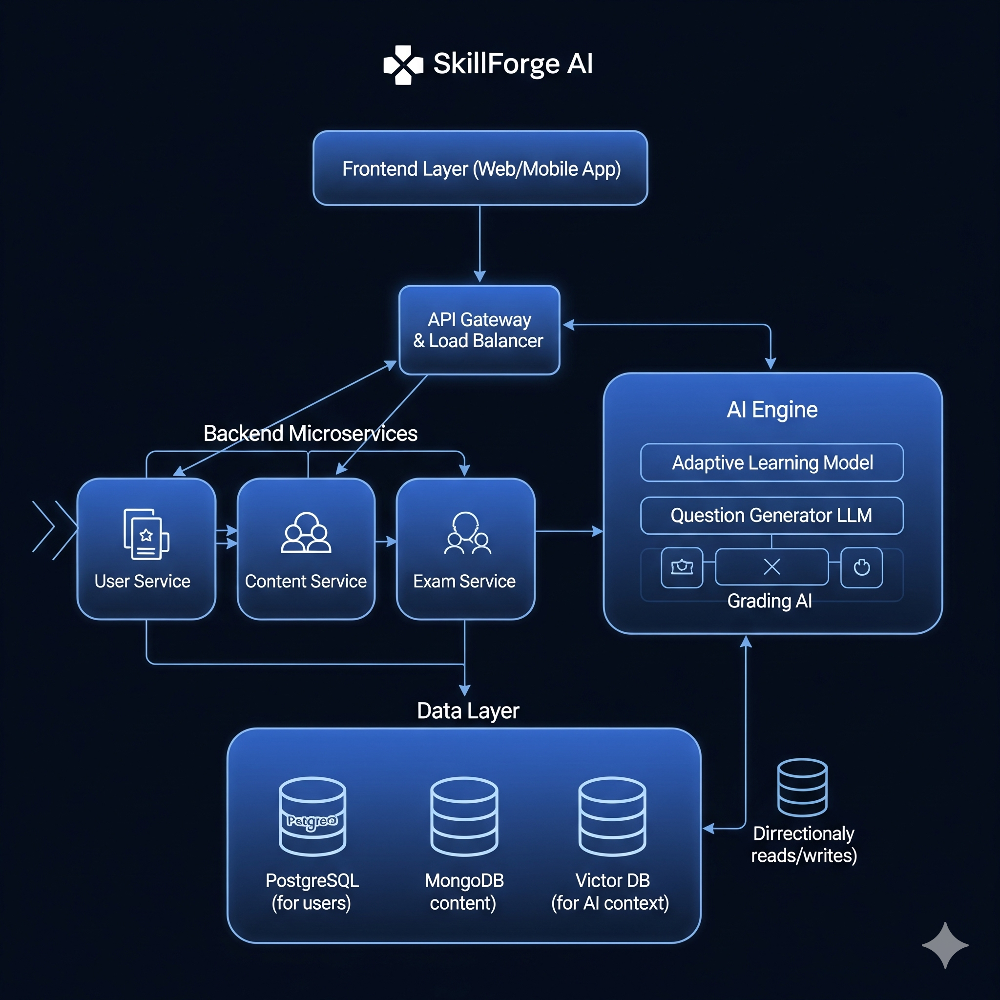 SkillForge AI
Frontend Layer (Web/Mobile App)
API Gateway
& Load Balancer
Backend Microservices
User Service
Content Service
Exam Service
AI Engine
Adaptive Learning Model
Question Generator LLM
Grading AI
Data Layer
PostgreSQL
(for users)
MongoDB
content)
Victor DB
(for AI context)
Dirrectionaly
reads/writes)